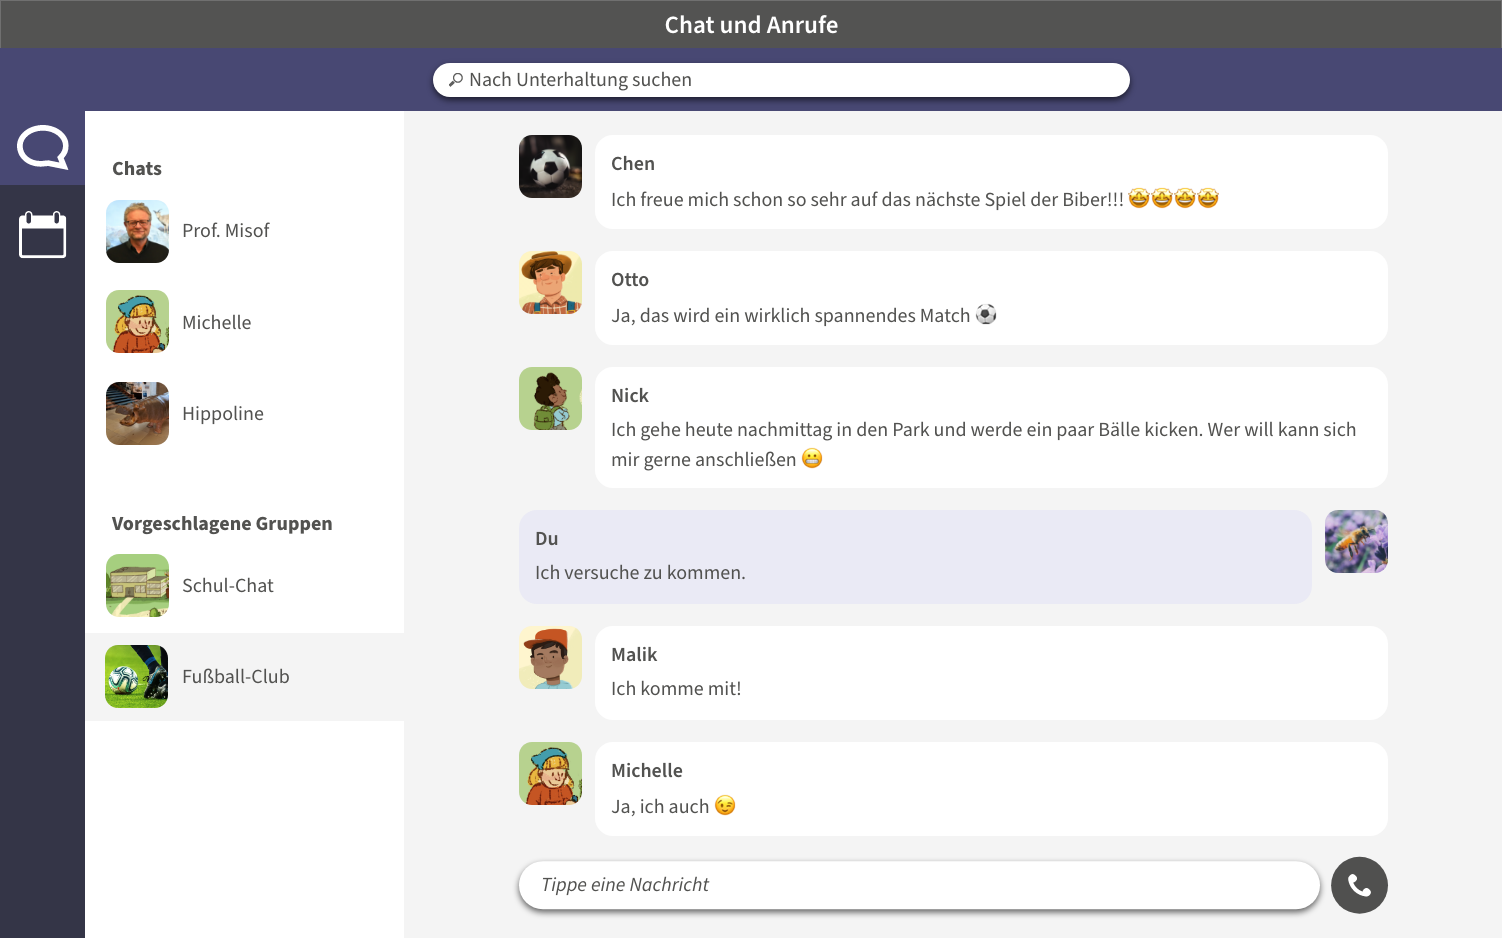 Chat und Anrufe
Nach Unterhaltung suchen
Chats
Prof. Misof
Michelle
Hippoline
Vorgeschlagene Gruppen
Schul-Chat
Fußball-Club
Chen
Ich freue mich schon so sehr auf das nächste Spiel der Biber!!! 🤩🤩🤩🤩
Otto
Ja, das wird ein wirklich spannendes Match ⚽
Nick
Ich gehe heute nachmittag in den Park und werde ein paar Bälle kicken. Wer will kann sich
mir gerne anschließen 😬
Du
Ich versuche zu kommen.
Malik
Ich komme mit!
Michelle
Ja, ich auch 😉
Tippe eine Nachricht